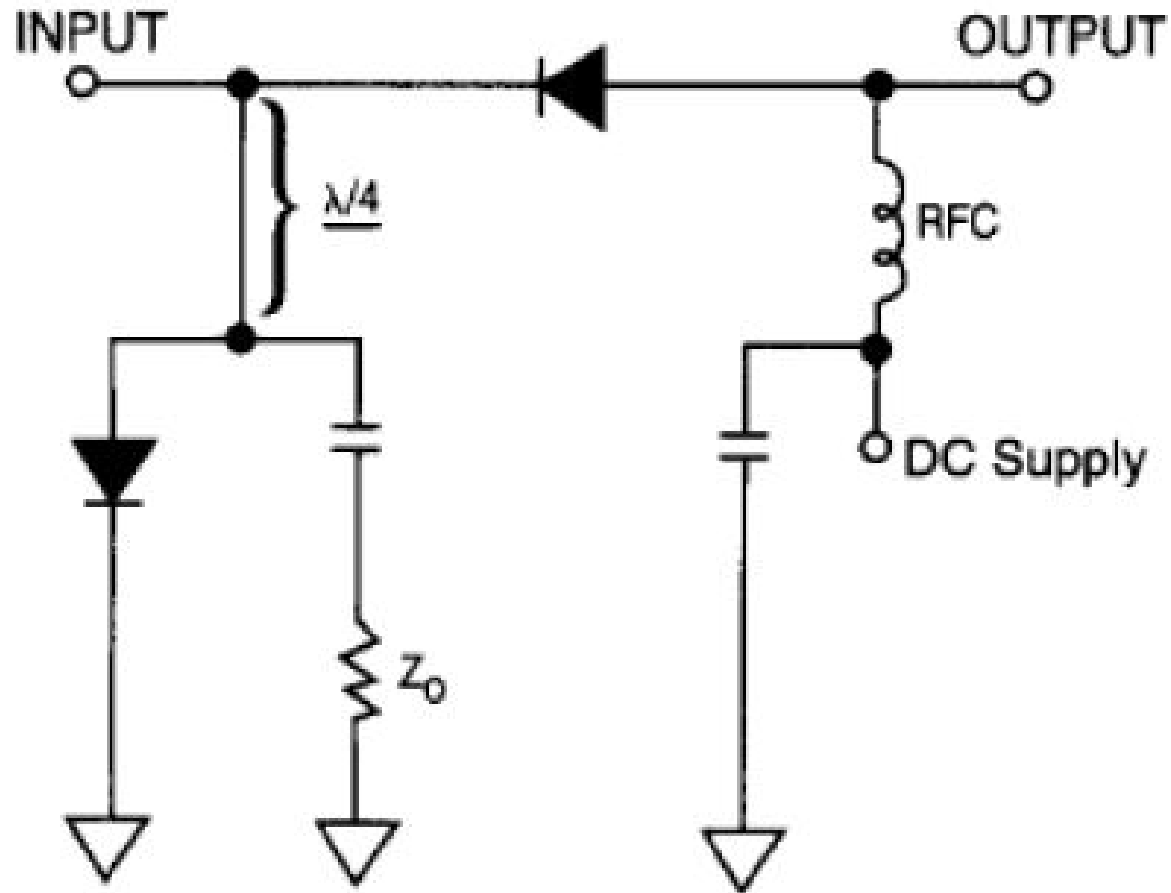 INPUT
OUTPUT
λ/4
RFC
DC Supply
Z₀